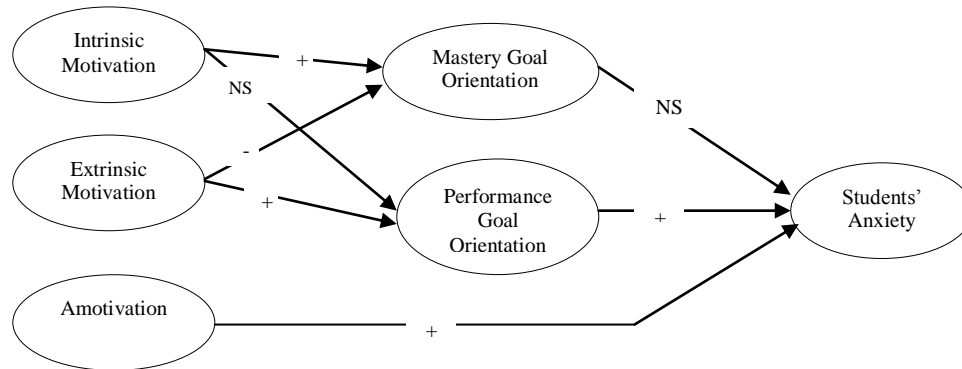 Intrinsic
Motivation
+
Mastery Goal
Orientation
NS
NS
-
Extrinsic
Motivation
+
Performance
Goal
Orientation
+
Students’
Anxiety
Amotivation
+